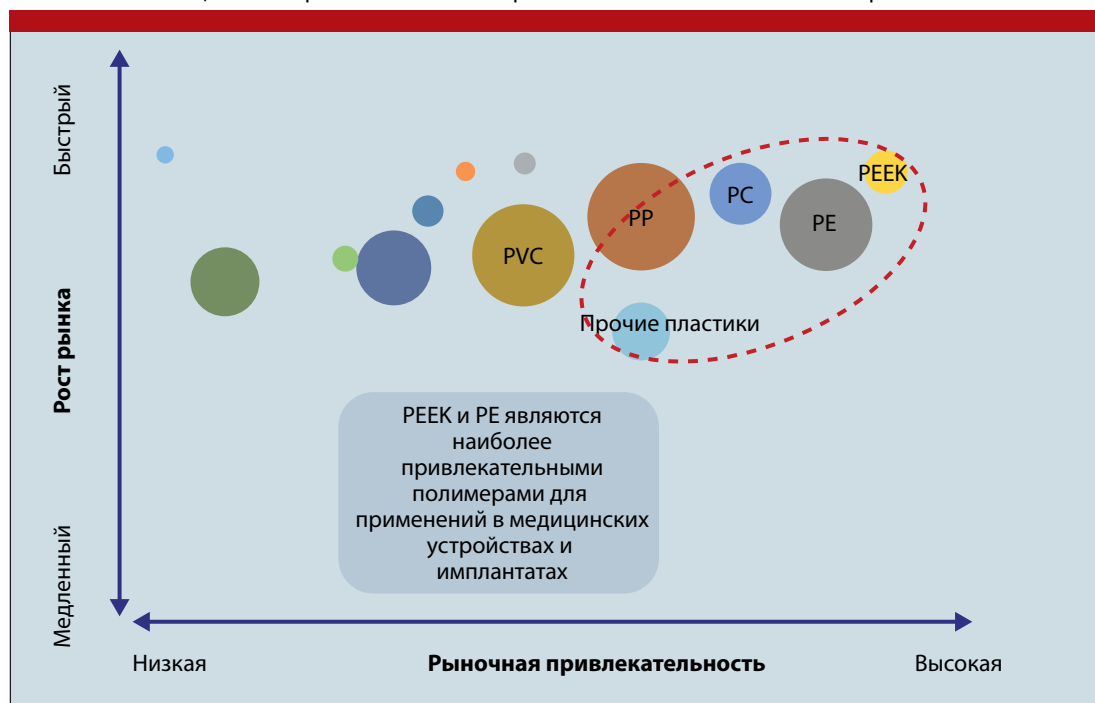 Быстрый
Рост рынка
Медленный
PEEK
PC
PP
PE
PVC
Прочие пластики
PEEK и PE являются
наиболее
привлекательными
полимерами для
применений в медицинских
устройствах и
имплантатах
Низкая
Рыночная привлекательность
Высокая